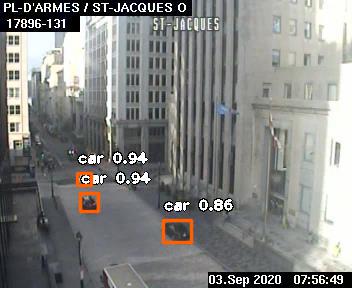 PL-D'ARMES / ST-JACQUES O
17896-131
ST-JACQUES
car 0.94
car 0.94
car 0.86
03.Sep 2020 07:56:49